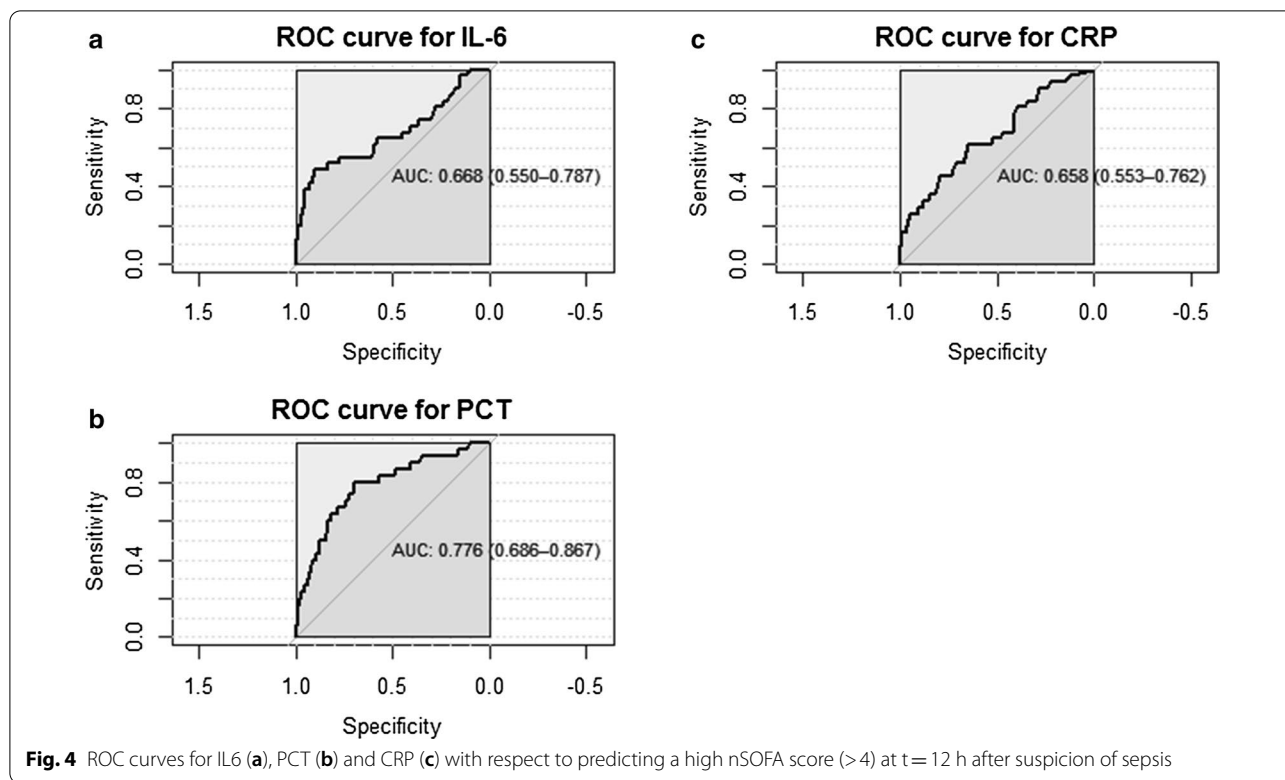 a
ROC curve for IL-6
Sensitivity
0.8
0.4
0.0
AUC: 0.668 (0.550–0.787)
1.5 1.0 0.5 0.0 -0.5
Specificity
c
ROC curve for CRP
Sensitivity
0.8
0.4
0.0
AUC: 0.658 (0.553–0.762)
1.5 1.0 0.5 0.0 -0.5
Specificity
b
ROC curve for PCT
Sensitivity
0.8
0.4
0.0
AUC: 0.776 (0.686–0.867)
1.5 1.0 0.5 0.0 -0.5
Specificity
Fig. 4 ROC curves for IL6 (a), PCT (b) and CRP (c) with respect to predicting a high nSOFA score (> 4) at t = 12 h after suspicion of sepsis